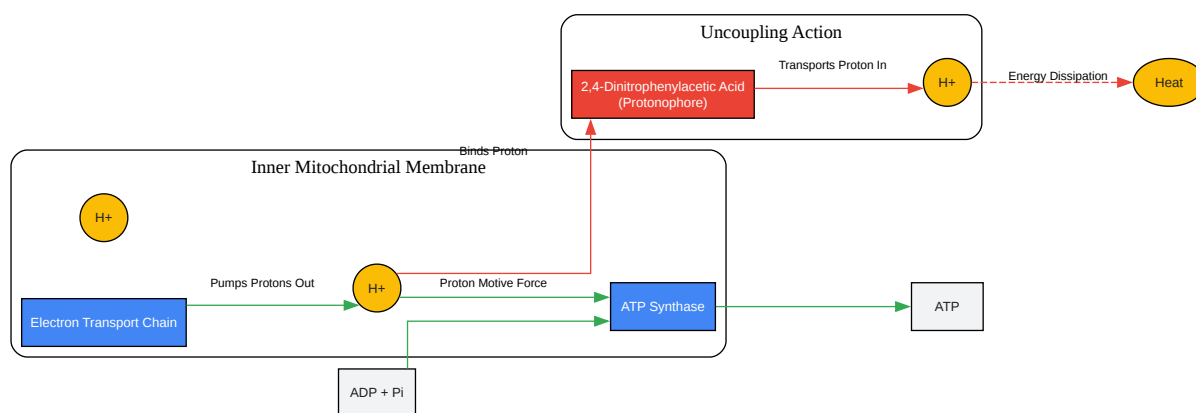 Uncoupling Action
2,4-Dinitrophenylacetic Acid
(Protonophore)
Transports Proton In
H+
Energy Dissipation
Heat
Binds Proton
Inner Mitochondrial Membrane
H+
Pumps Protons Out
H+
Proton Motive Force
Electron Transport Chain
ATP Synthase
ATP
ADP + Pi